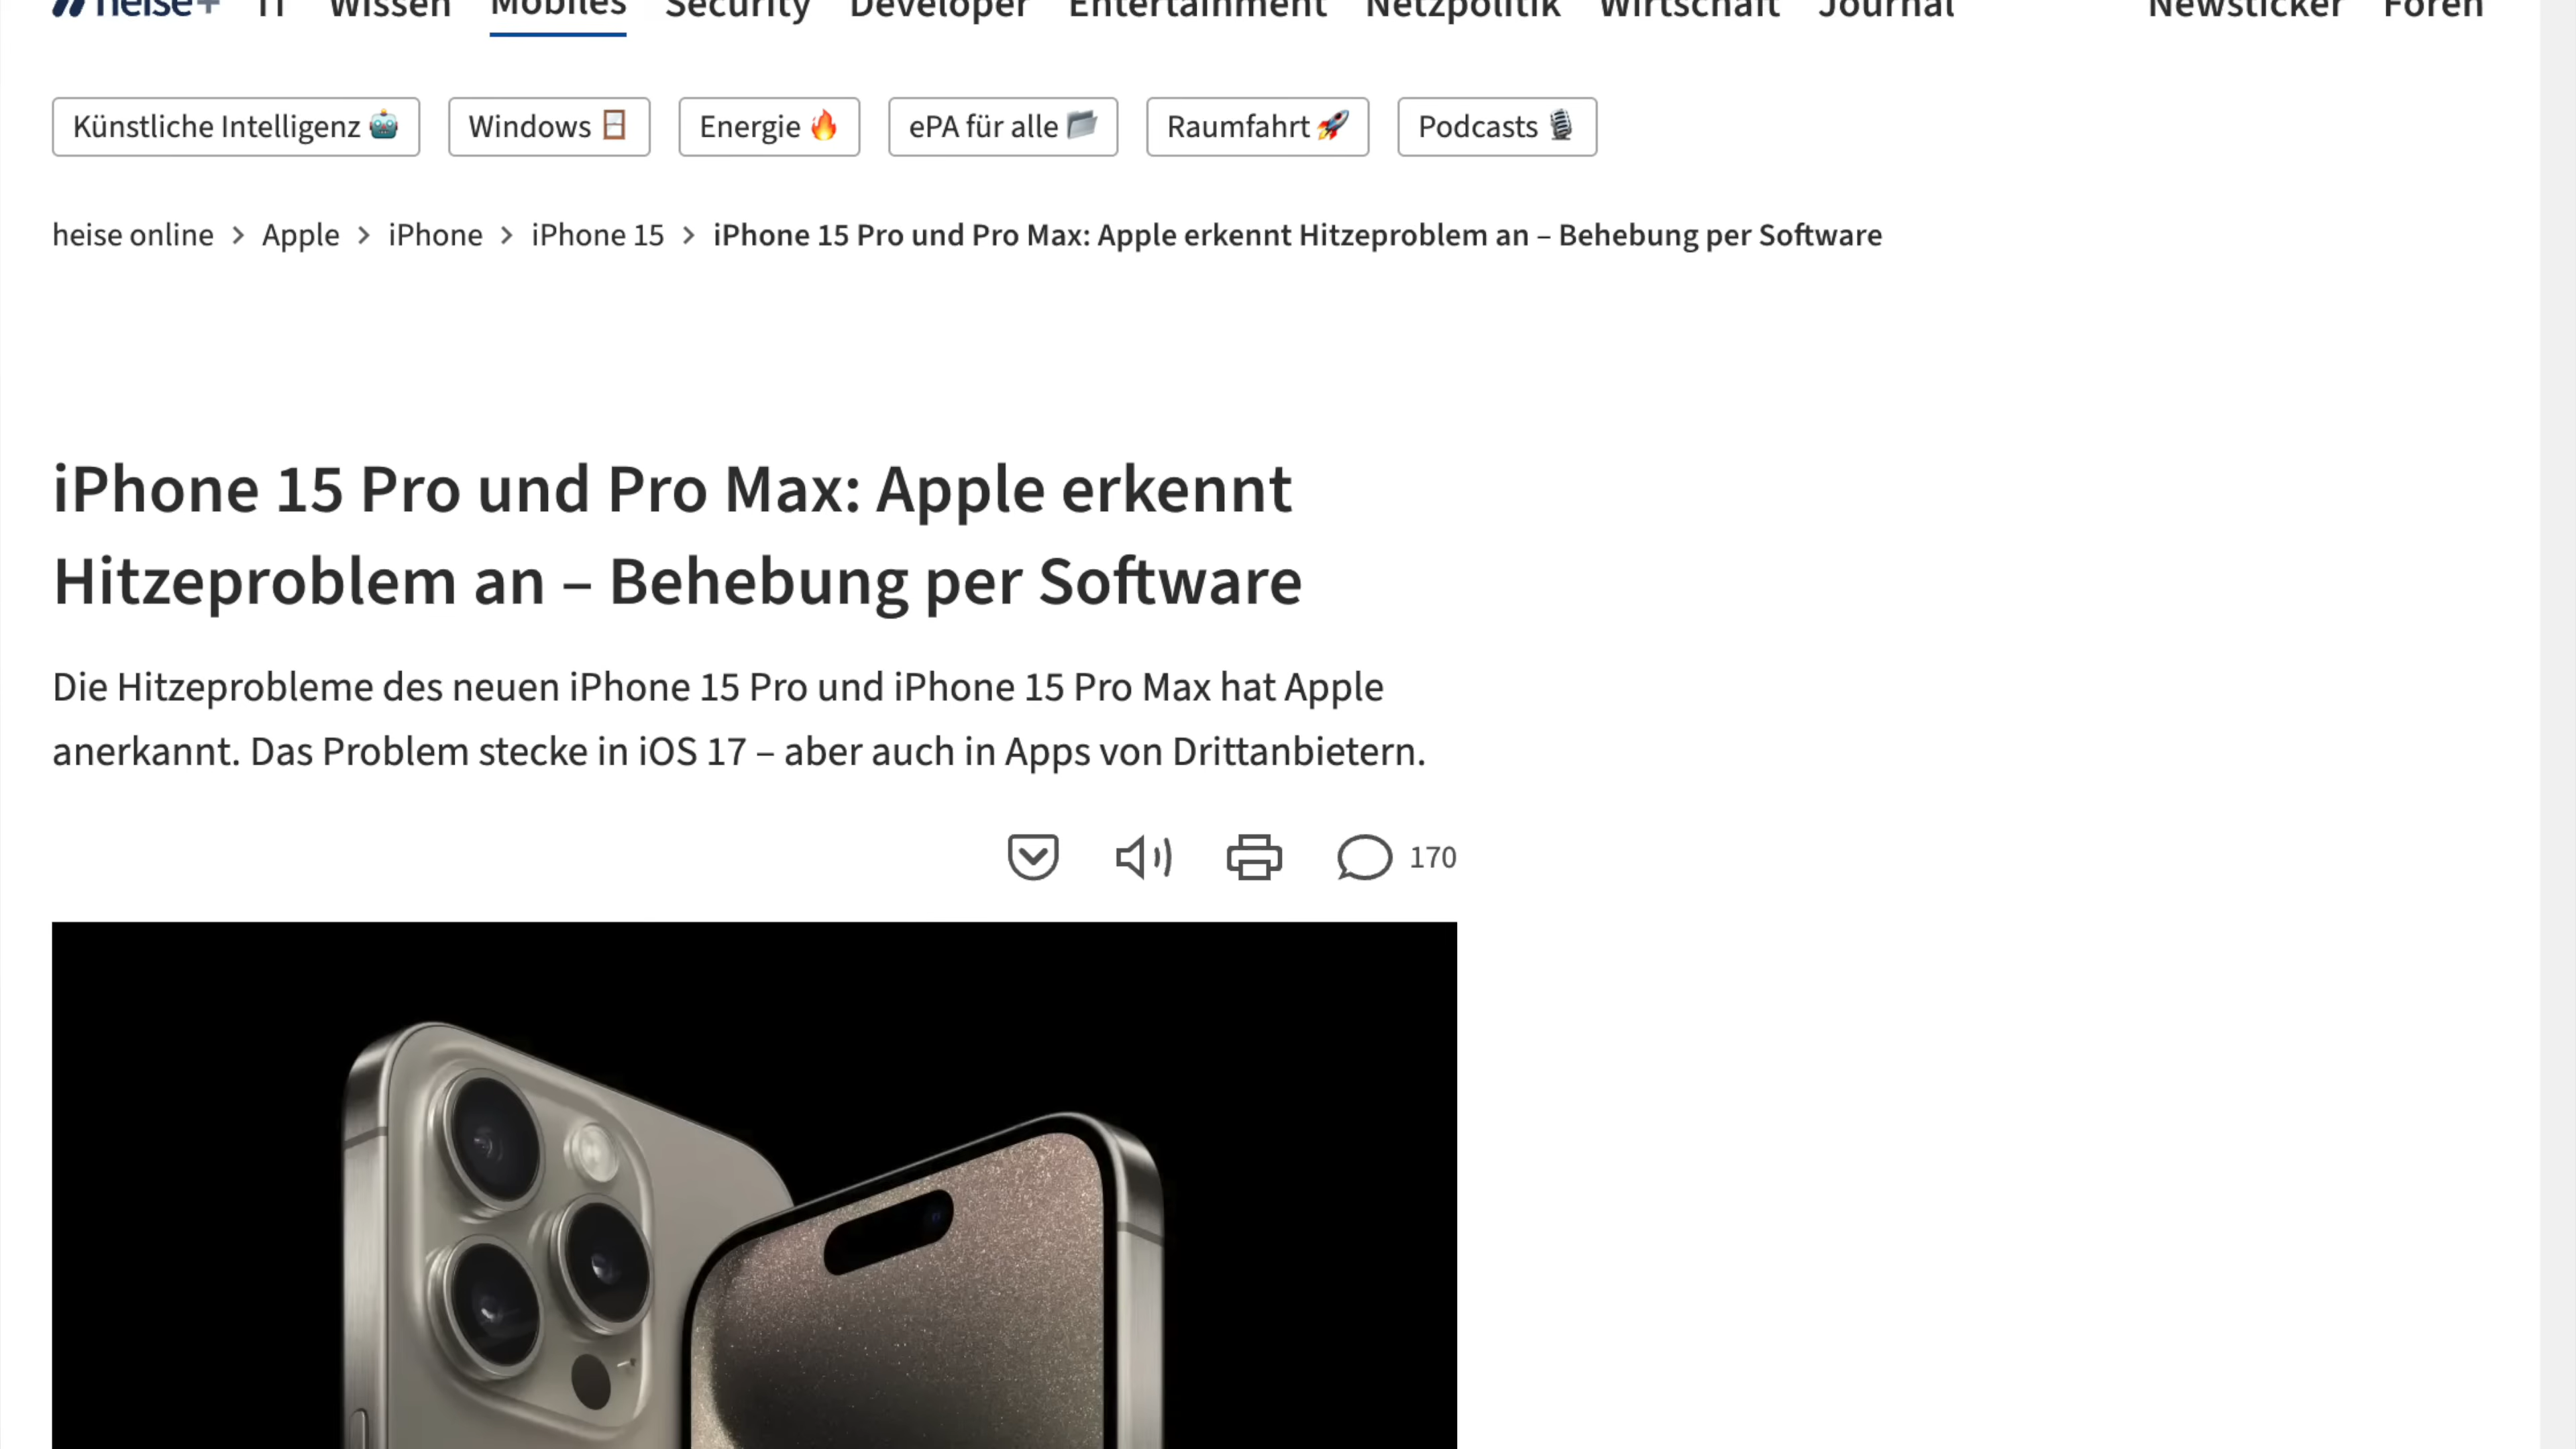 heise+ IT Wissen Mobiles Security Developer Entertainment Netzpolitik Wirtschaft Journal Newsticker Foren
Künstliche Intelligenz 🤖 Windows 🪟 Energie 🔥 ePA für alle 📂 Raumfahrt 🚀 Podcasts 🎙️
heise online > Apple > iPhone > iPhone 15 > iPhone 15 Pro und Pro Max: Apple erkennt Hitzeproblem an – Behebung per Software
iPhone 15 Pro und Pro Max: Apple erkennt
Hitzeproblem an – Behebung per Software
Die Hitzeprobleme des neuen iPhone 15 Pro und iPhone 15 Pro Max hat Apple
anerkannt. Das Problem stecke in iOS 17 – aber auch in Apps von Drittanbietern.
170